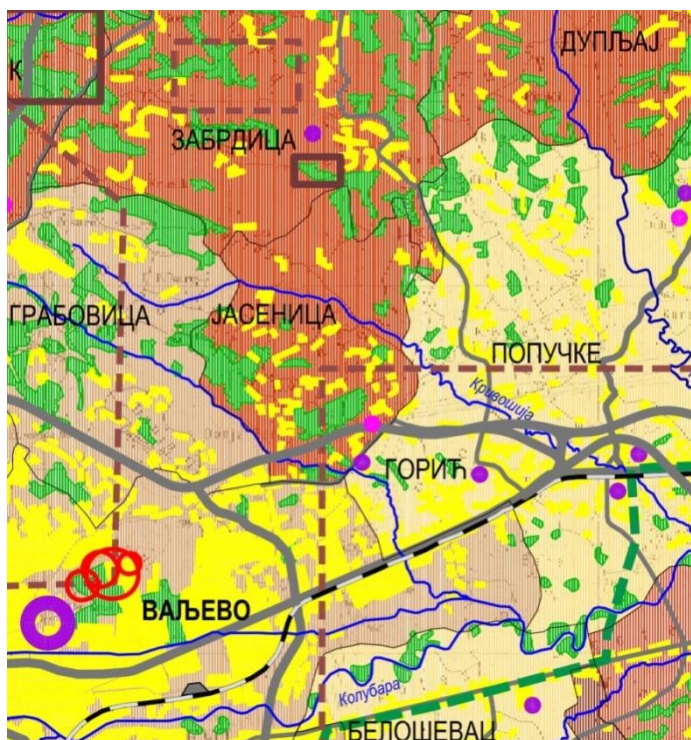 ДУПЉАЈ
К
ЗАБРДИЦА
ГРАБОВИЦА
ЈАСЕНИЦА
ПОПУЧКЕ
Кривошија
ГОРИЋ
ВАЉЕВО
Колубара
БЕЛОШЕВАЦ